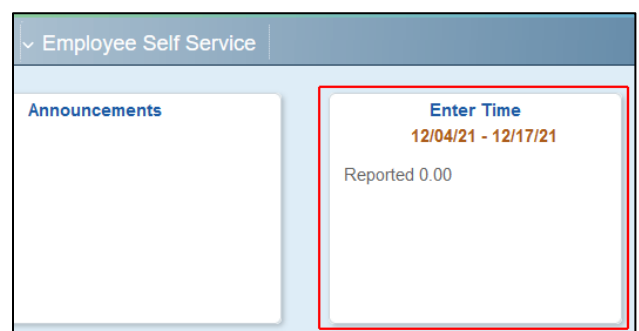 Employee Self Service
Announcements
Enter Time
12/04/21 - 12/17/21
Reported 0.00